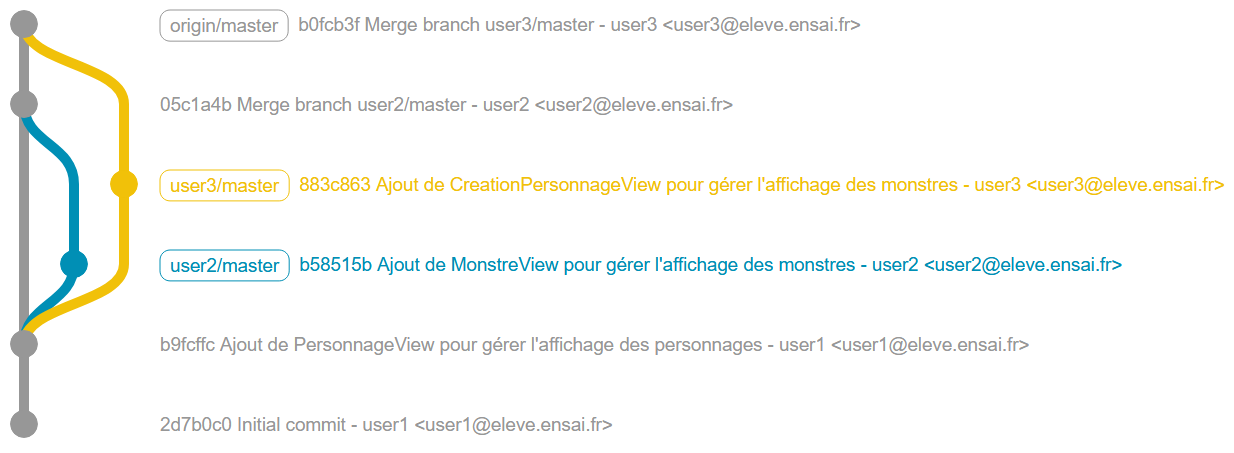 origin/master b0fcb3f Merge branch user3/master - user3 <user3@eleve.ensai.fr>
05c1a4b Merge branch user2/master - user2 <user2@eleve.ensai.fr>
user3/master 883c863 Ajout de CreationPersonnageView pour gérer l'affichage des monstres - user3 <user3@eleve.ensai.fr>
user2/master b58515b Ajout de MonstreView pour gérer l'affichage des monstres - user2 <user2@eleve.ensai.fr>
b9fcffc Ajout de PersonnageView pour gérer l'affichage des personnages - user1 <user1@eleve.ensai.fr>
2d7b0c0 Initial commit - user1 <user1@eleve.ensai.fr>